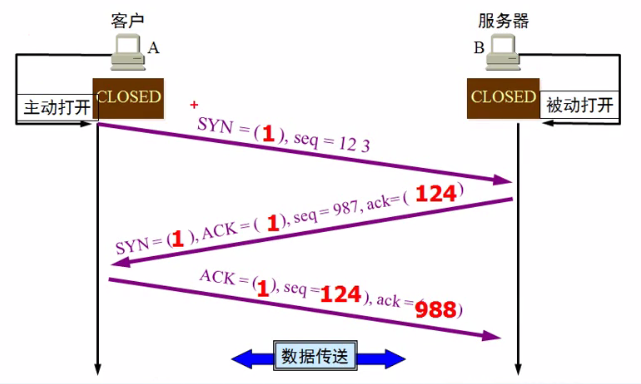 客户
服务器
A
B
CLOSED
CLOSED
主动打开
被动打开
SYN = (1), seq = 12 3
SYN = (1), ACK = ( 1), seq = 987, ack= ( 124)
ACK = (1), seq = 124), ack = (988)
数据传送